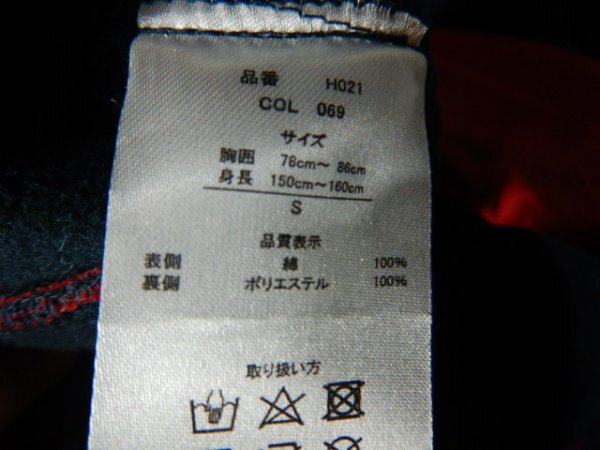 品番 H021
COL 069
サイズ
胸囲 78cm～ 86cm
身長 150cm～160cm
S
品質表示
表側 綿 100%
裏側 ポリエステル 100%
取り扱い方